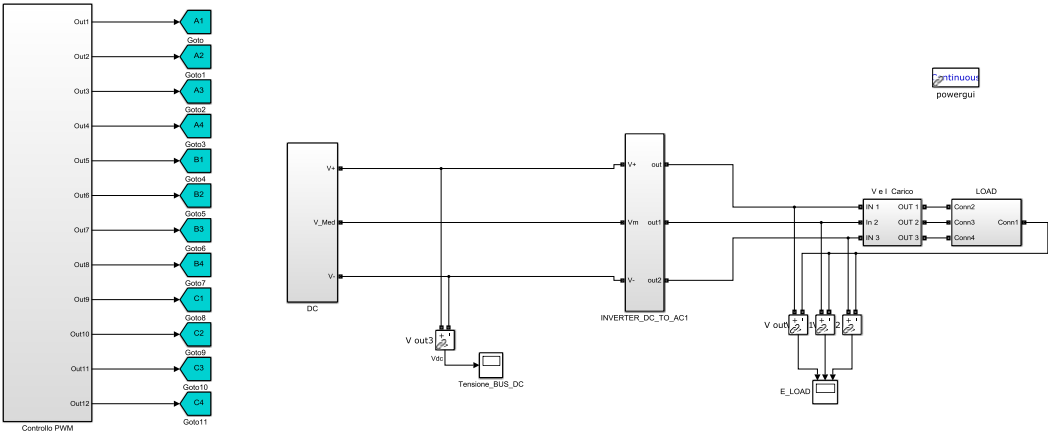 Out1
A1
Goto
Out2
A2
Goto1
Out3
A3
Goto2
Out4
A4
Goto3
Out5
B1
Goto4
Out6
B2
Goto5
Out7
B3
Goto6
Out8
B4
Goto7
Out9
C1
Goto8
Out10
C2
Goto9
Out11
C3
Goto10
Out12
C4
Goto11
Controllo PWM
V+
V_Med
V-
DC
V out3
+ -
Vdc
Tensione_BUS_DC
V+ out
Vm out1
V- out2
INVERTER_DC_TO_AC1
Continuous
powergui
V e I Carico
IN 1 OUT 1
In 2 OUT 2
IN 3 OUT 3
LOAD
Conn2
Conn3
Conn4
Conn1
+ -
+ -
+ -
V out
2
E_LOAD